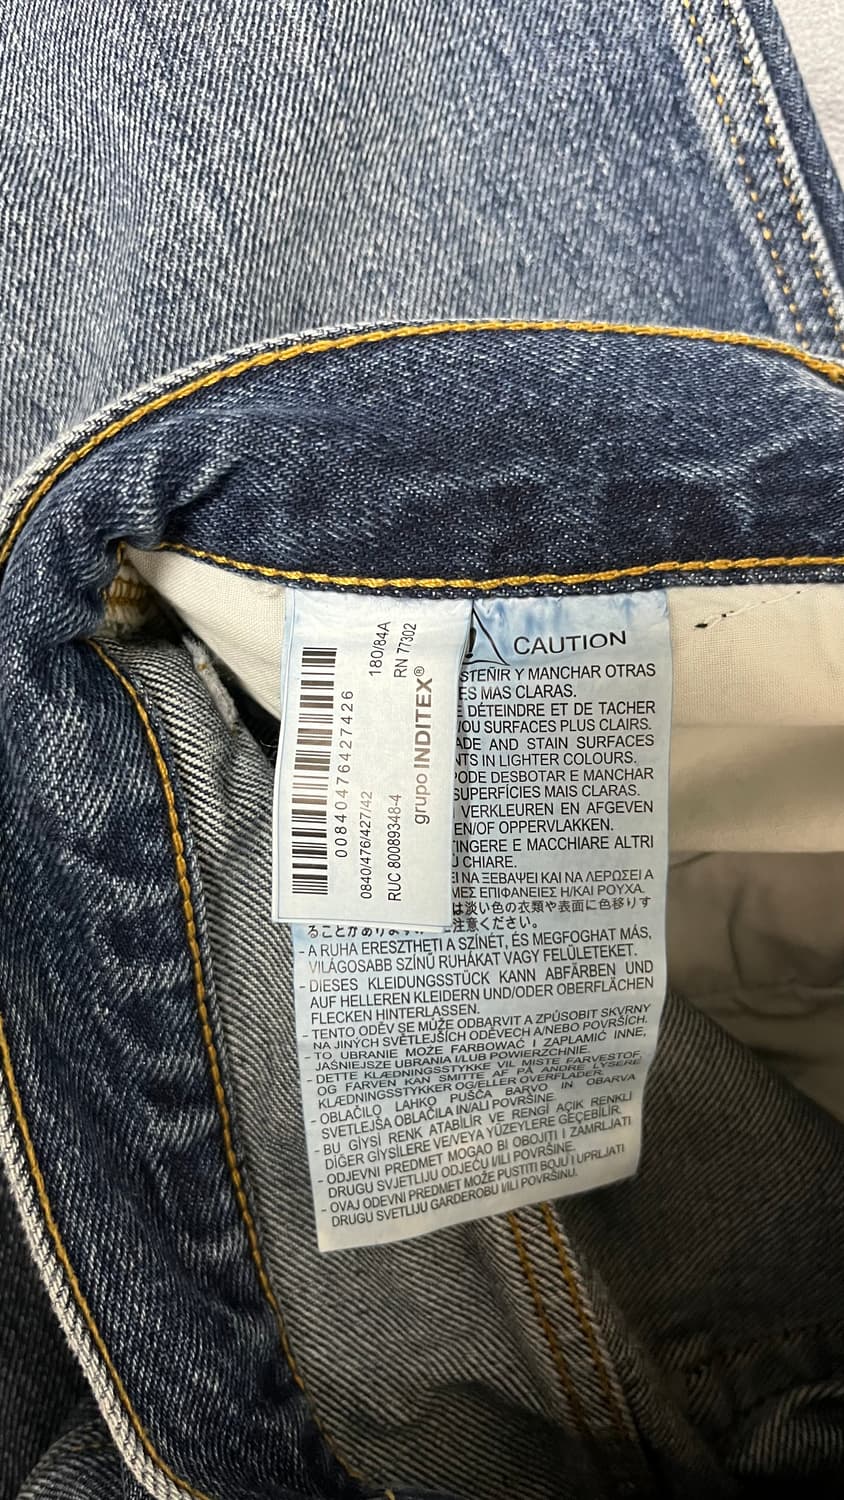 00840476427426
0840/476/427/42
180/84A
RUC 80089348-4
RN 77302
grupo INDITEX®
CAUTION
STEÑIR Y MANCHAR OTRAS
ES MAS CLARAS.
DÉTEINDRE ET DE TACHER
OU SURFACES PLUS CLAIRS.
ADE AND STAIN SURFACES
NTS IN LIGHTER COLOURS.
ODE DESBOTAR E MANCHAR
SUPERFÍCIES MAIS CLARAS.
VERKLEUREN EN AFGEVEN
EN/OF OPPERVLAKKEN.
TINGERE E MACCHIARE ALTRI
Ù CHIARE.
ΕΙ ΝΑ ΞΕΒΑΨΕΙ ΚΑΙ ΝΑ ΛΕΡΩΣΕΙ Α
ΜΕΣ ΕΠΙΦΑΝΕΙΕΣ Η/ΚΑΙ ΡΟΥΧΑ.
は淡い色の衣類や表面に色移りす
ることがあります 注意ください。
- A RUHA ERESZTHETI A SZÍNÉT, ÉS MEGFOGHAT MÁS,
VILÁGOSABB SZÍNŰ RUHÁKAT VAGY FELÜLETEKET.
- DIESES KLEIDUNGSSTÜCK KANN ABFÄRBEN UND
AUF HELLEREN KLEIDERN UND/ODER OBERFLÄCHEN
FLECKEN HINTERLASSEN.
- TENTO ODĚV SE MŮŽE ODBARVIT A ZPŮSOBIT SKVRNY
NA JINÝCH SVĚTLEJŠÍCH ODĚVECH A/NEBO POVRŠÍCH.
- TO UBRANIE MOŻE FARBOWAĆ I ZAPLAMIĆ INNE,
JAŚNIEJSZE UBRANIA I/LUB POWIERZCHNIE.
- DETTE KLÆDNINGSSTYKKE VIL MISTE FARVESTOF,
OG FARVEN KAN SMITTE AF PÅ ANDRE LYSERE
KLÆDNINGSSTYKKER OG/ELLER OVERFLADER.
- OBLAČILO LAHKO PUŠČA BARVO IN OBARVA
SVETLEJŠA OBLAČILA IN/ALI POVRŠINE.
- BU GİYSİ RENK ATABİLİR VE RENGİ AÇIK RENKLİ
DİĞER GİYSİLERE VE/VEYA YÜZEYLERE GEÇEBİLİR.
- ODJEVNI PREDMET MOGAO BI OBOJITI I ZAMRLJATI
DRUGU SVJETLIJU ODJEĆU I/ILI POVRŠINE.
- OVAJ ODEVNI PREDMET MOŽE PUSTITI BOJU I UPRLJATI
DRUGU SVETLIJU GARDEROBU I/ILI POVRŠINU.